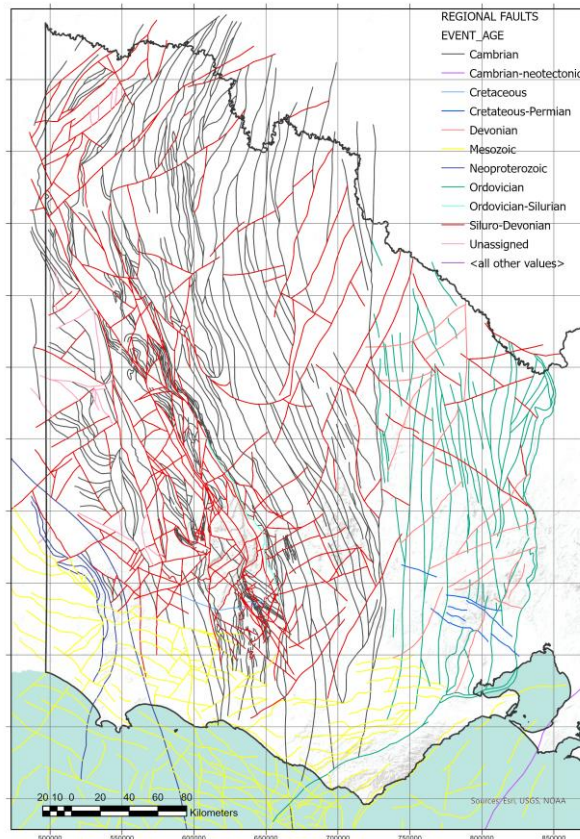 REGIONAL FAULTS
EVENT_AGE
Cambrian
Cambrian-neotectonic
Cretaceous
Cretateous-Permian
Devonian
Mesozoic
Neoproterozoic
Ordovician
Ordovician-Silurian
Siluro-Devonian
Unassigned
<all other values>
20 10 0 20 40 60 80
Kilometers
Sources: Esri, USGS, NOAA
550000 600000 650000 700000 750000 800000 850000